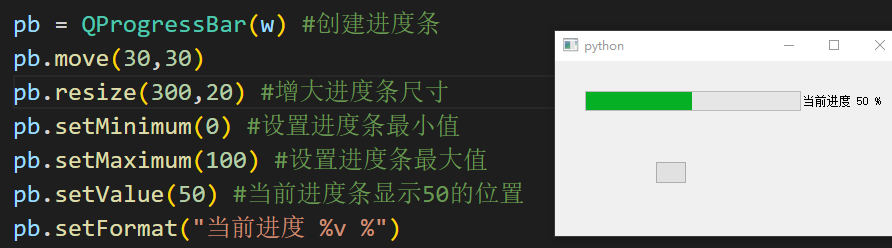 pb = QProgressBar(w) #创建进度条
pb.move(30,30)
pb.resize(300,20) #增大进度条尺寸
pb.setMinimum(0) #设置进度条最小值
pb.setMaximum(100) #设置进度条最大值
pb.setValue(50) #当前进度条显示50的位置
pb.setFormat("当前进度 %v %")
python
当前进度 50 %